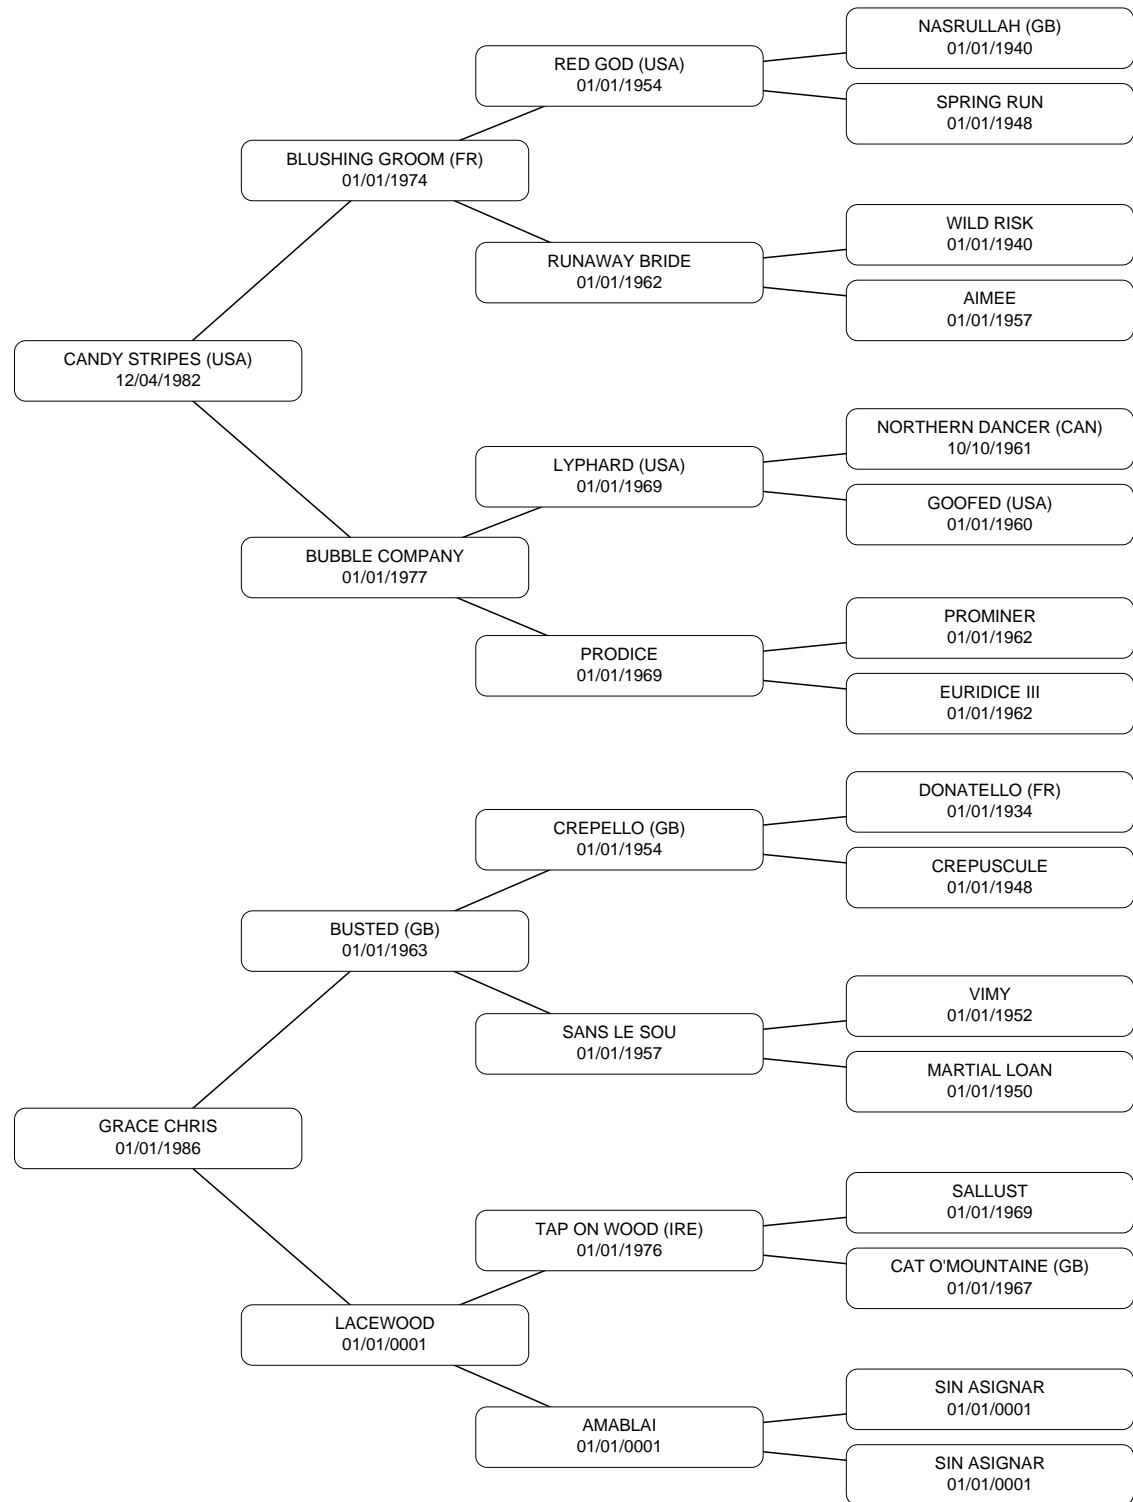 NASRULLAH (GB)
01/01/1940
RED GOD (USA)
01/01/1954
SPRING RUN
01/01/1948
BLUSHING GROOM (FR)
01/01/1974
WILD RISK
01/01/1940
RUNAWAY BRIDE
01/01/1962
AIMEE
01/01/1957
CANDY STRIPES (USA)
12/04/1982
NORTHERN DANCER (CAN)
10/10/1961
LYPHARD (USA)
01/01/1969
GOOFED (USA)
01/01/1960
BUBBLE COMPANY
01/01/1977
PROMINER
01/01/1962
PRODICE
01/01/1969
EURIDICE III
01/01/1962
DONATELLO (FR)
01/01/1934
CREPELLO (GB)
01/01/1954
CREPUSCULE
01/01/1948
BUSTED (GB)
01/01/1963
VIMY
01/01/1952
SANS LE SOU
01/01/1957
MARTIAL LOAN
01/01/1950
GRACE CHRIS
01/01/1986
SALLUST
01/01/1969
TAP ON WOOD (IRE)
01/01/1976
CAT O'MOUNTAINE (GB)
01/01/1967
LACEWOOD
01/01/0001
SIN ASIGNAR
01/01/0001
AMABLAI
01/01/0001
SIN ASIGNAR
01/01/0001